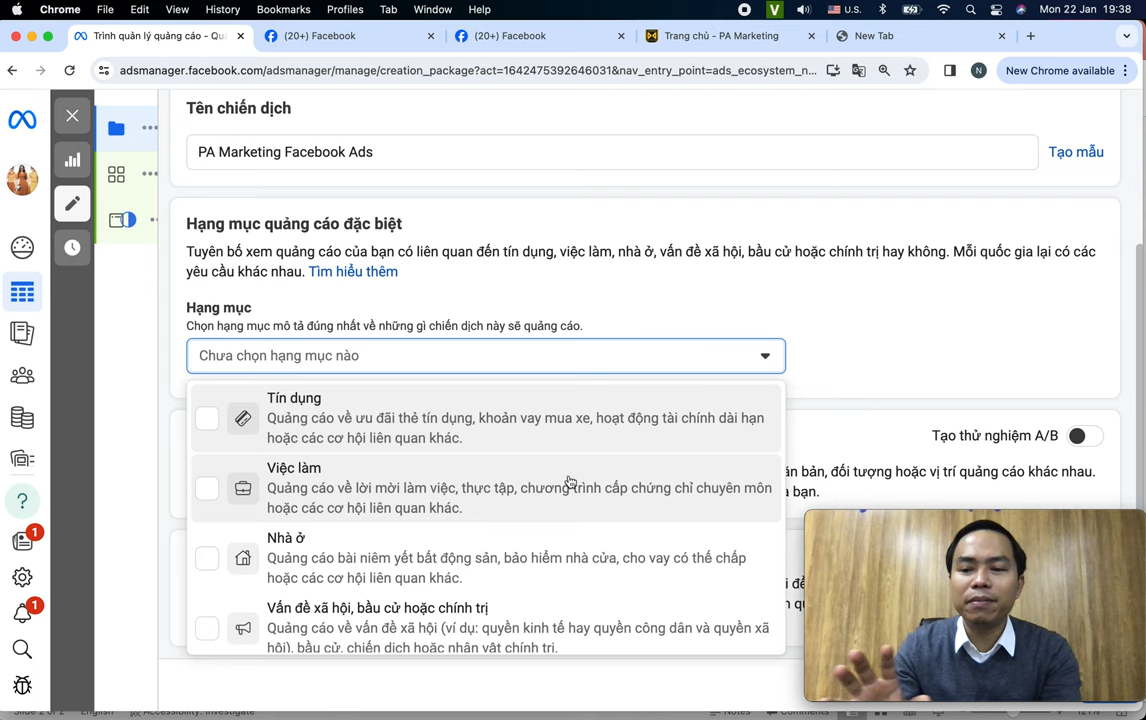 Chrome File Edit View History Bookmarks Profiles Tab Window Help V U.S. Mon 22 Jan 19:38
Trình quản lý quảng cáo - Qu (20+) Facebook (20+) Facebook Trang chủ - PA Marketing New Tab
adsmanager.facebook.com/adsmanager/manage/creation_package?act=1642475392646031&nav_entry_point=ads_ecosystem_n... N New Chrome available
Tên chiến dịch
PA Marketing Facebook Ads Tạo mẫu
Hạng mục quảng cáo đặc biệt
Tuyên bố xem quảng cáo của bạn có liên quan đến tín dụng, việc làm, nhà ở, vấn đề xã hội, bầu cử hoặc chính trị hay không. Mỗi quốc gia lại có các
yêu cầu khác nhau. Tìm hiểu thêm
Hạng mục
Chọn hạng mục mô tả đúng nhất về những gì chiến dịch này sẽ quảng cáo.
Chưa chọn hạng mục nào
Tín dụng
Quảng cáo về ưu đãi thẻ tín dụng, khoản vay mua xe, hoạt động tài chính dài hạn
hoặc các cơ hội liên quan khác.
Tạo thử nghiệm A/B
Việc làm
Quảng cáo về lời mời làm việc, thực tập, chương trình cấp chứng chỉ chuyên môn
hoặc các cơ hội liên quan khác.
ăn bản, đối tượng hoặc vị trí quảng cáo khác nhau.
a bạn.
Nhà ở
Quảng cáo bài niêm yết bất động sản, bảo hiểm nhà cửa, cho vay có thế chấp
hoặc các cơ hội liên quan khác.
Vấn đề xã hội, bầu cử hoặc chính trị
Quảng cáo về vấn đề xã hội (ví dụ: quyền kinh tế hay quyền công dân và quyền xã
hội), bầu cử, chiến dịch hoặc nhân vật chính trị.
1
1
Slide 2 of 2 English Accessibility: Investigate Notes Comments 121%